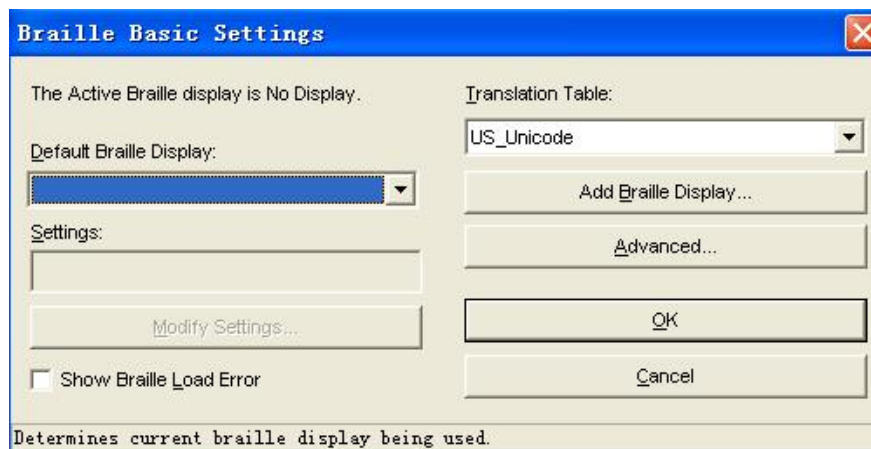 Braille Basic Settings
The Active Braille display is No Display.
Default Braille Display:
Settings:
Modify Settings...
Show Braille Load Error
Translation Table:
US_Unicode
Add Braille Display...
Advanced...
OK
Cancel
Determines current braille display being used.